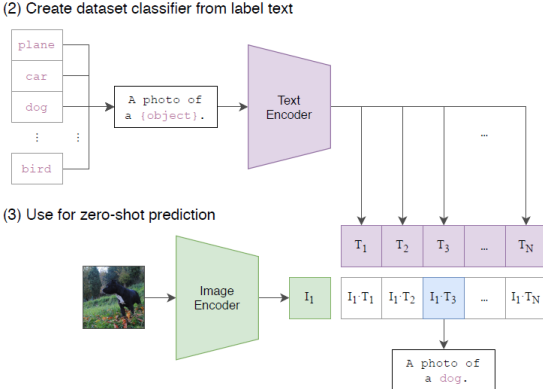 (2) Create dataset classifier from label text
plane
car
dog
⋮
⋮
bird
A photo of
a {object}.
Text
Encoder
...
(3) Use for zero-shot prediction
Image
Encoder
T1
T2
T3
...
TN
I1
I1·T1
I1·T2
I1·T3
...
I1·TN
A photo of
a dog.